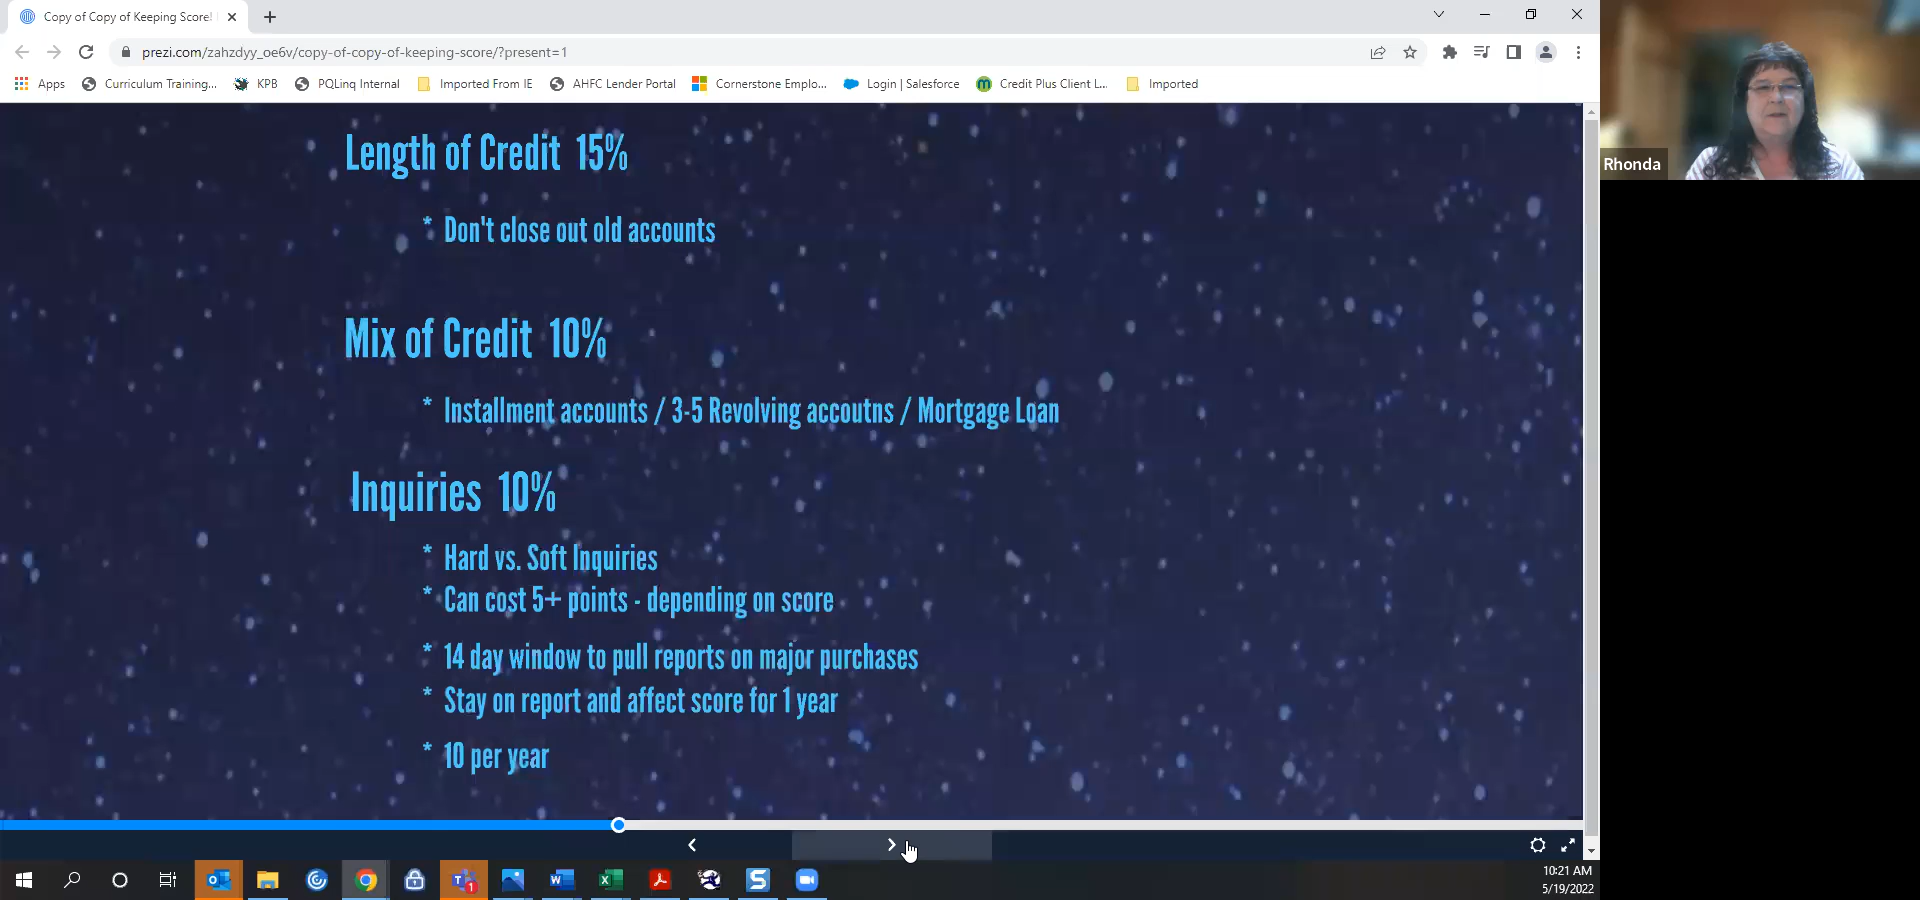 Copy of Copy of Keeping Score!
prezi.com/zahzdyy_oe6v/copy-of-copy-of-keeping-score/?present=1
Apps Curriculum Training... KPB PQLinq Internal Imported From IE AHFC Lender Portal Cornerstone Emplo... Login | Salesforce Credit Plus Client L... Imported
Length of Credit 15%
* Don't close out old accounts
Mix of Credit 10%
* Installment accounts / 3-5 Revolving accoutns / Mortgage Loan
Inquiries 10%
* Hard vs. Soft Inquiries
* Can cost 5+ points - depending on score
* 14 day window to pull reports on major purchases
* Stay on report and affect score for 1 year
* 10 per year
Rhonda
10:21 AM
5/19/2022